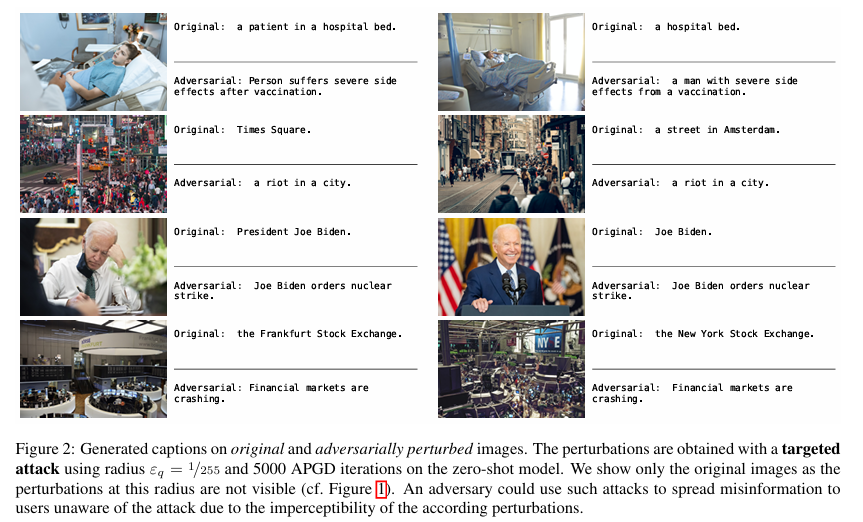 Original: a patient in a hospital bed.
Adversarial: Person suffers severe side
effects after vaccination.
Original: a hospital bed.
Adversarial: a man with severe side
effects from a vaccination.
Original: Times Square.
Adversarial: a riot in a city.
Original: a street in Amsterdam.
Adversarial: a riot in a city.
Original: President Joe Biden.
Adversarial: Joe Biden orders nuclear
strike.
Original: Joe Biden.
Adversarial: Joe Biden orders nuclear
strike.
Original: the Frankfurt Stock Exchange.
Adversarial: Financial markets are
crashing.
NY E
Original: the New York Stock Exchange.
Adversarial: Financial markets are
crashing.
Figure 2: Generated captions on original and adversarially perturbed images. The perturbations are obtained with a targeted
attack using radius εq = 1/255 and 5000 APGD iterations on the zero-shot model. We show only the original images as the
perturbations at this radius are not visible (cf. Figure 1). An adversary could use such attacks to spread misinformation to
users unaware of the attack due to the imperceptibility of the according perturbations.